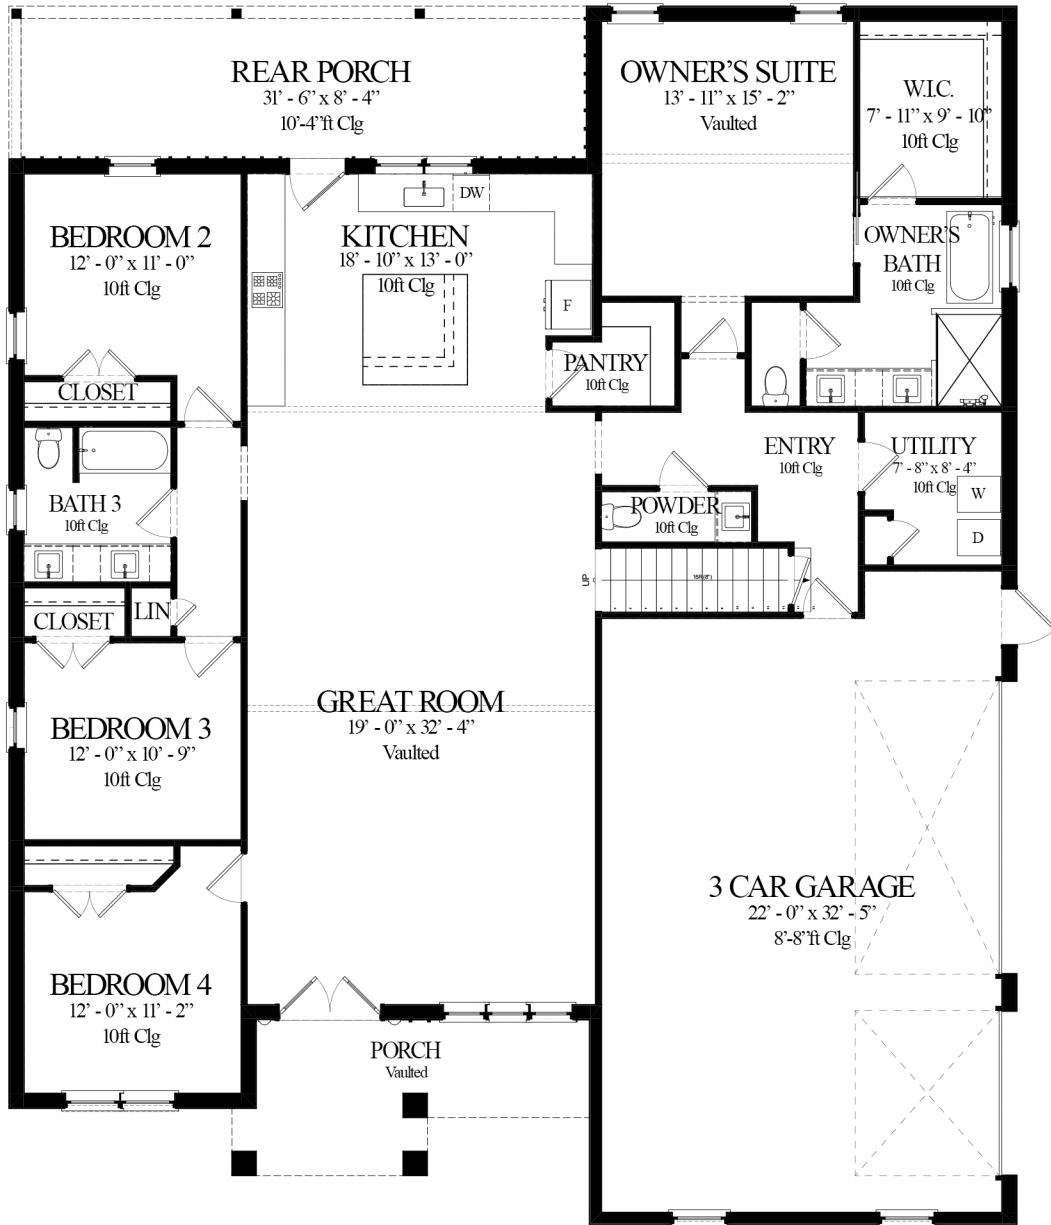 REAR PORCH
31' - 6" x 8' - 4"
10'-4"ft Clg
OWNER'S SUITE
13' - 11" x 15' - 2"
Vaulted
W.I.C.
7' - 11" x 9' - 10"
10ft Clg
BEDROOM 2
12' - 0" x 11' - 0"
10ft Clg
DW
KITCHEN
18' - 10" x 13' - 0"
10ft Clg
F
OWNER'S
BATH
10ft Clg
CLOSET
PANTRY
10ft Clg
BATH 3
10ft Clg
ENTRY
10ft Clg
UTILITY
7' - 8" x 8' - 4"
10ft Clg
W
D
POWDER
10ft Clg
UP
15R(8")
CLOSET
LIN
BEDROOM 3
12' - 0" x 10' - 9"
10ft Clg
GREAT ROOM
19' - 0" x 32' - 4"
Vaulted
3 CAR GARAGE
22' - 0" x 32' - 5"
8'-8"ft Clg
BEDROOM 4
12' - 0" x 11' - 2"
10ft Clg
PORCH
Vaulted